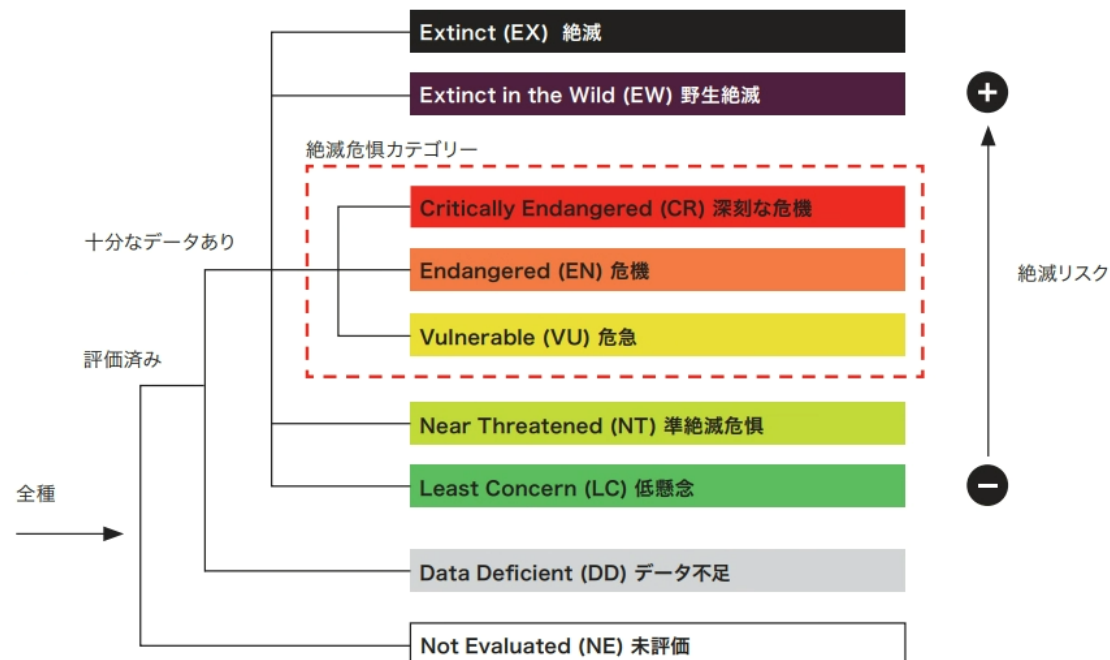 Extinct (EX) 絶滅
Extinct in the Wild (EW) 野生絶滅
+
絶滅危惧カテゴリー
Critically Endangered (CR) 深刻な危機
十分なデータあり
Endangered (EN) 危機
絶滅リスク
Vulnerable (VU) 危急
評価済み
Near Threatened (NT) 準絶滅危惧
Least Concern (LC) 低懸念
−
全種
Data Deficient (DD) データ不足
Not Evaluated (NE) 未評価